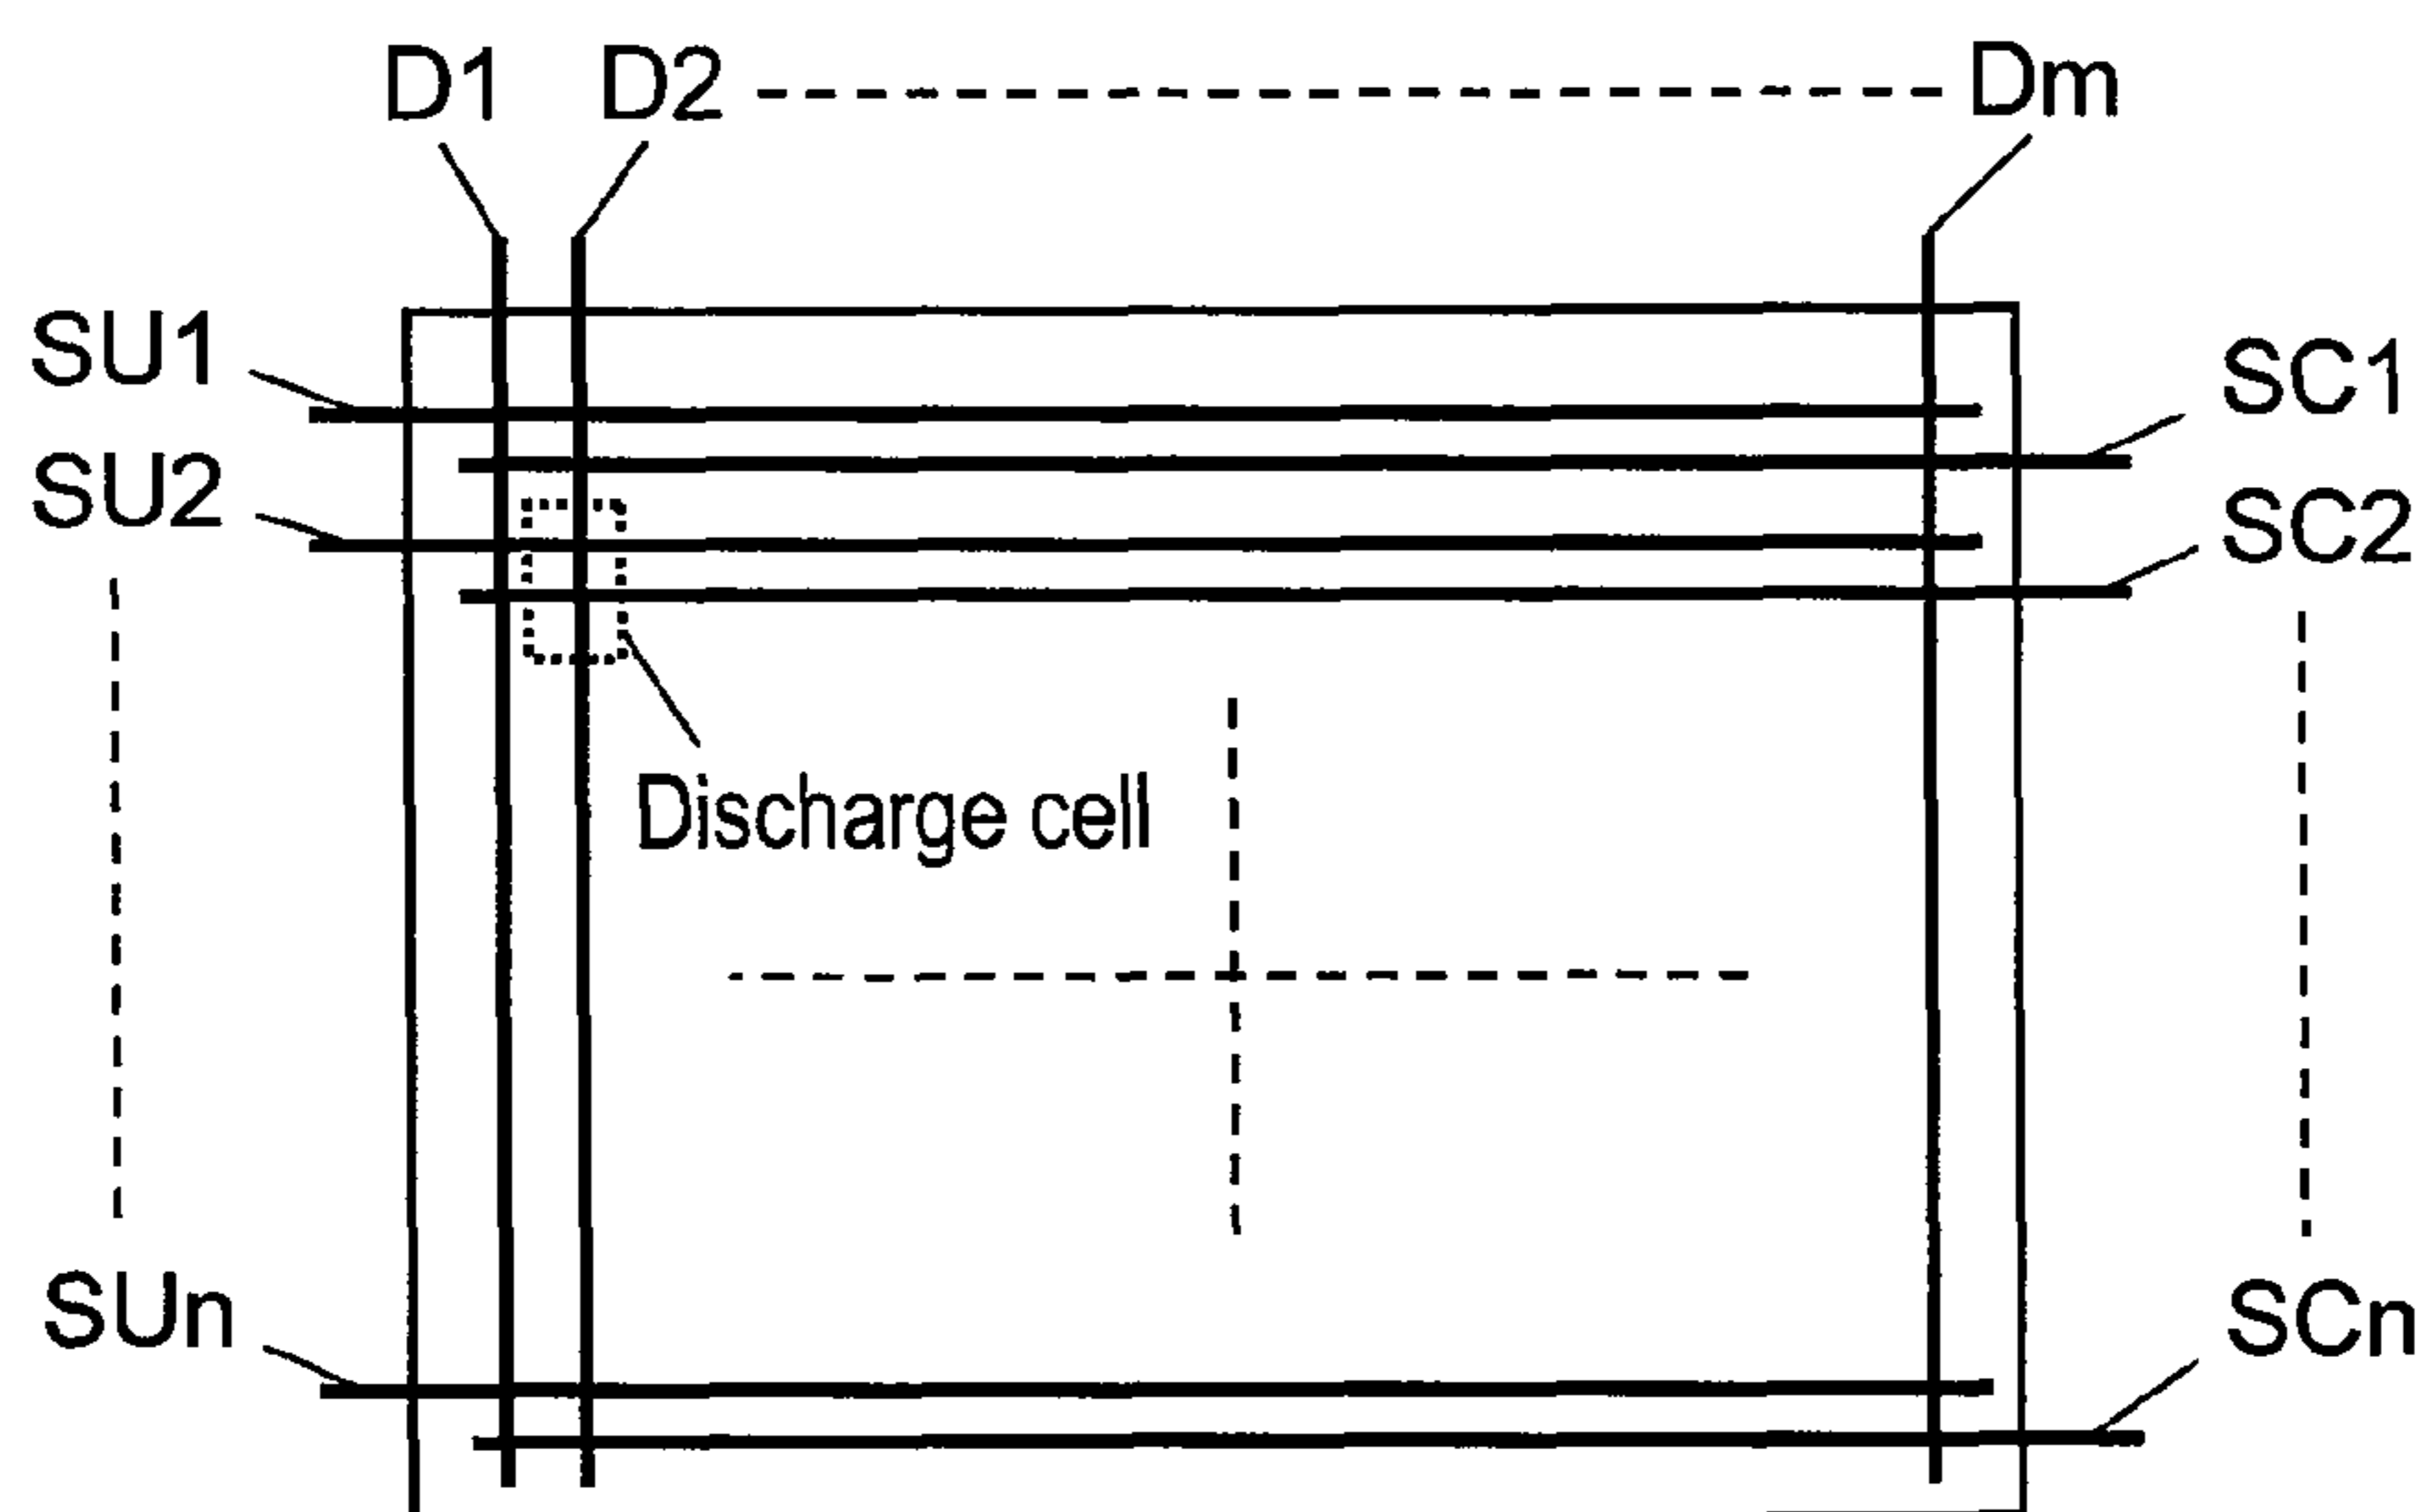 D1 D2 Dm
SU1
SC1
SU2
SC2
Discharge cell
SUn
SCn